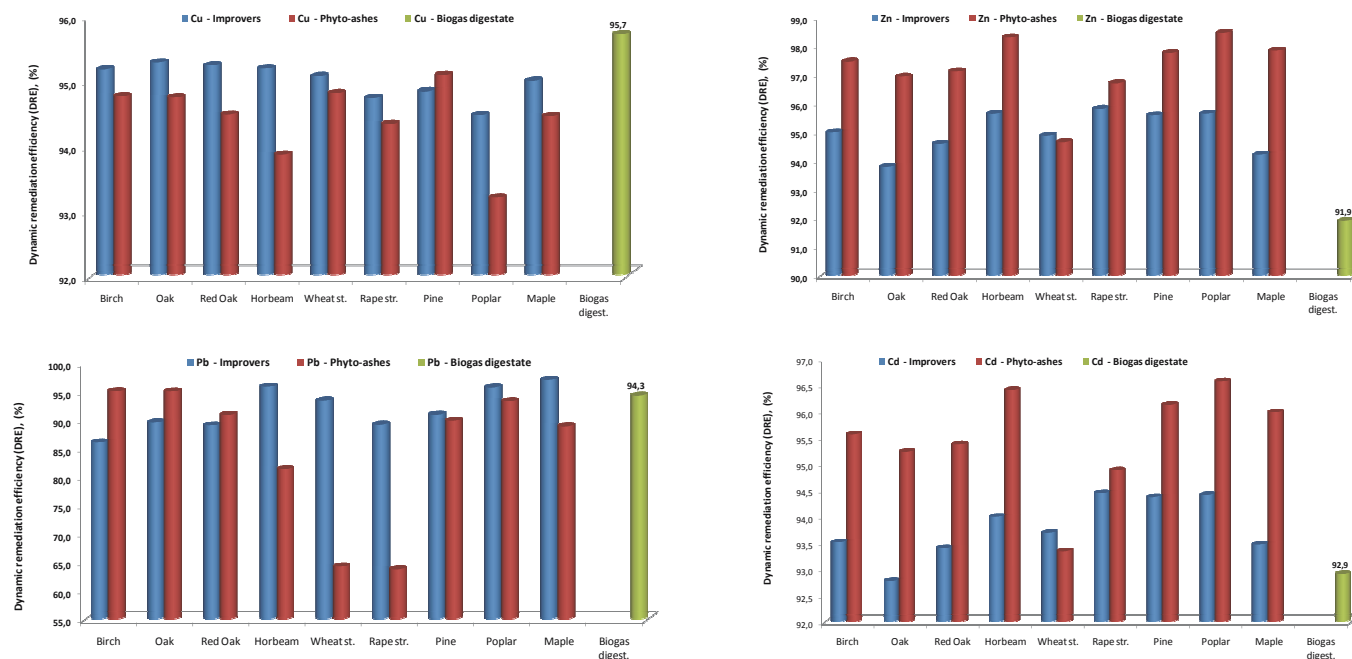 Cu - Improvers Cu - Phyto-ashes Cu - Biogas digestate
Dynamic remediation efficiency (DRE), (%)
96,0
95,0
94,0
93,0
92,0
95,7
Birch Oak Red Oak Horbeam Wheat st. Rape str. Pine Poplar Maple Biogas
digest.
Zn - Improvers Zn - Phyto-ashes Zn - Biogas digestate
Dynamic remediation efficiency (DRE), (%)
99,0
98,0
97,0
96,0
95,0
94,0
93,0
92,0
91,0
90,0
91,9
Birch Oak Red Oak Horbeam Wheat st. Rape str. Pine Poplar Maple Biogas
digest.
Pb - Improvers Pb - Phyto-ashes Pb - Biogas digestate
Dynamic remediation efficiency (DRE), (%)
100,0
95,0
90,0
85,0
80,0
75,0
70,0
65,0
60,0
55,0
94,3
Birch Oak Red Oak Horbeam Wheat st. Rape str. Pine Poplar Maple Biogas
digest.
Cd - Improvers Cd - Phyto-ashes Cd - Biogas digestate
Dynamic remediation efficiency (DRE), (%)
97,0
96,5
96,0
95,5
95,0
94,5
94,0
93,5
93,0
92,5
92,0
92,9
Birch Oak Red Oak Horbeam Wheat st. Rape str. Pine Poplar Maple Biogas
digest.